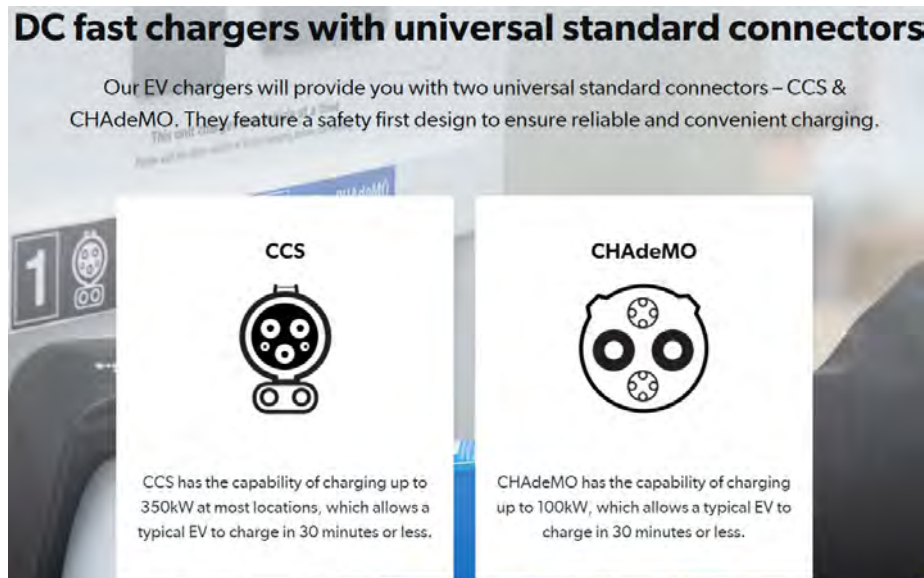 DC fast chargers with universal standard connectors
Our EV chargers will provide you with two universal standard connectors – CCS &
CHAdeMO. They feature a safety first design to ensure reliable and convenient charging.
This unit
CHAdeMO
1
CCS
CHAdeMO
CCS has the capability of charging up to
350kW at most locations, which allows a
typical EV to charge in 30 minutes or less.
CHAdeMO has the capability of charging
up to 100kW, which allows a typical EV to
charge in 30 minutes or less.